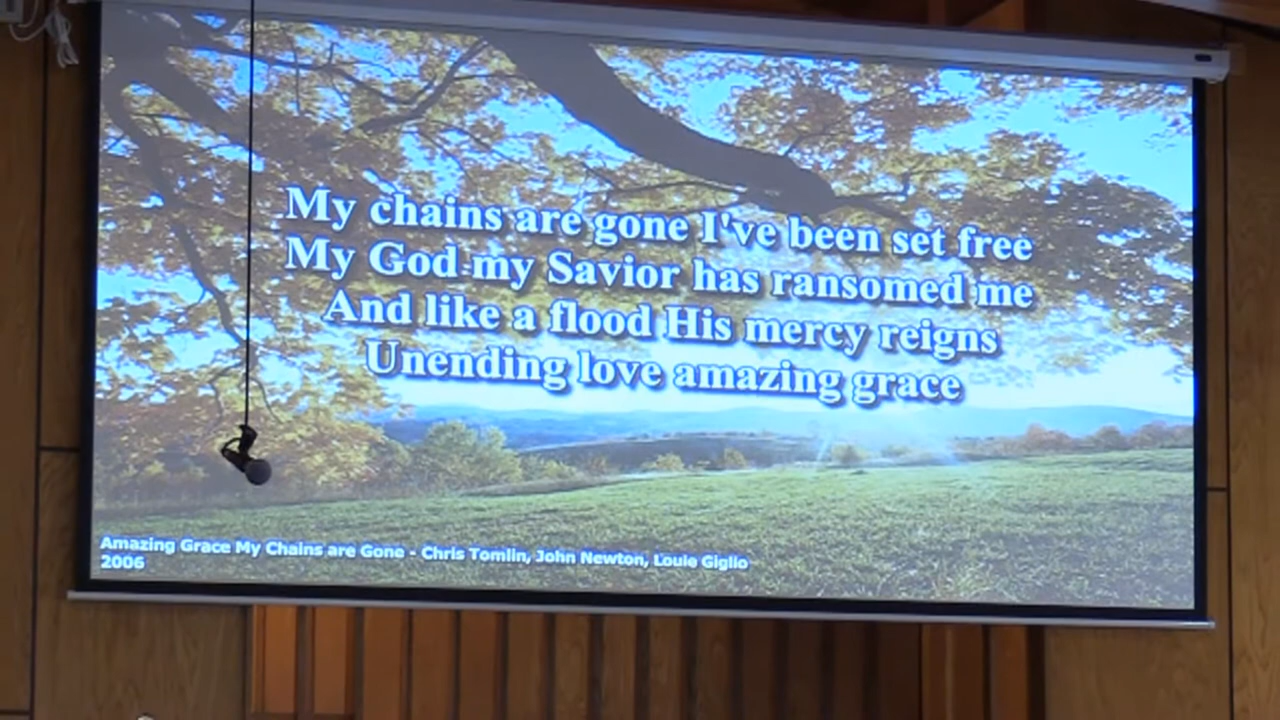 My chains are gone I've been set free
My God my Savior has ransomed me
And like a flood His mercy reigns
Unending love amazing grace
Amazing Grace My Chains are Gone - Chris Tomlin, John Newton, Louie Giglio
2006